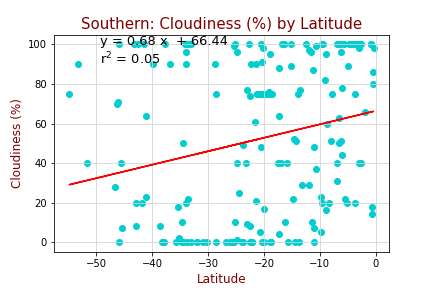 Southern: Cloudiness (%) by Latitude
y = 0.68 x + 66.44
r² = 0.05
Cloudiness (%)
100
80
60
40
20
0
−50
−40
−30
−20
−10
0
Latitude